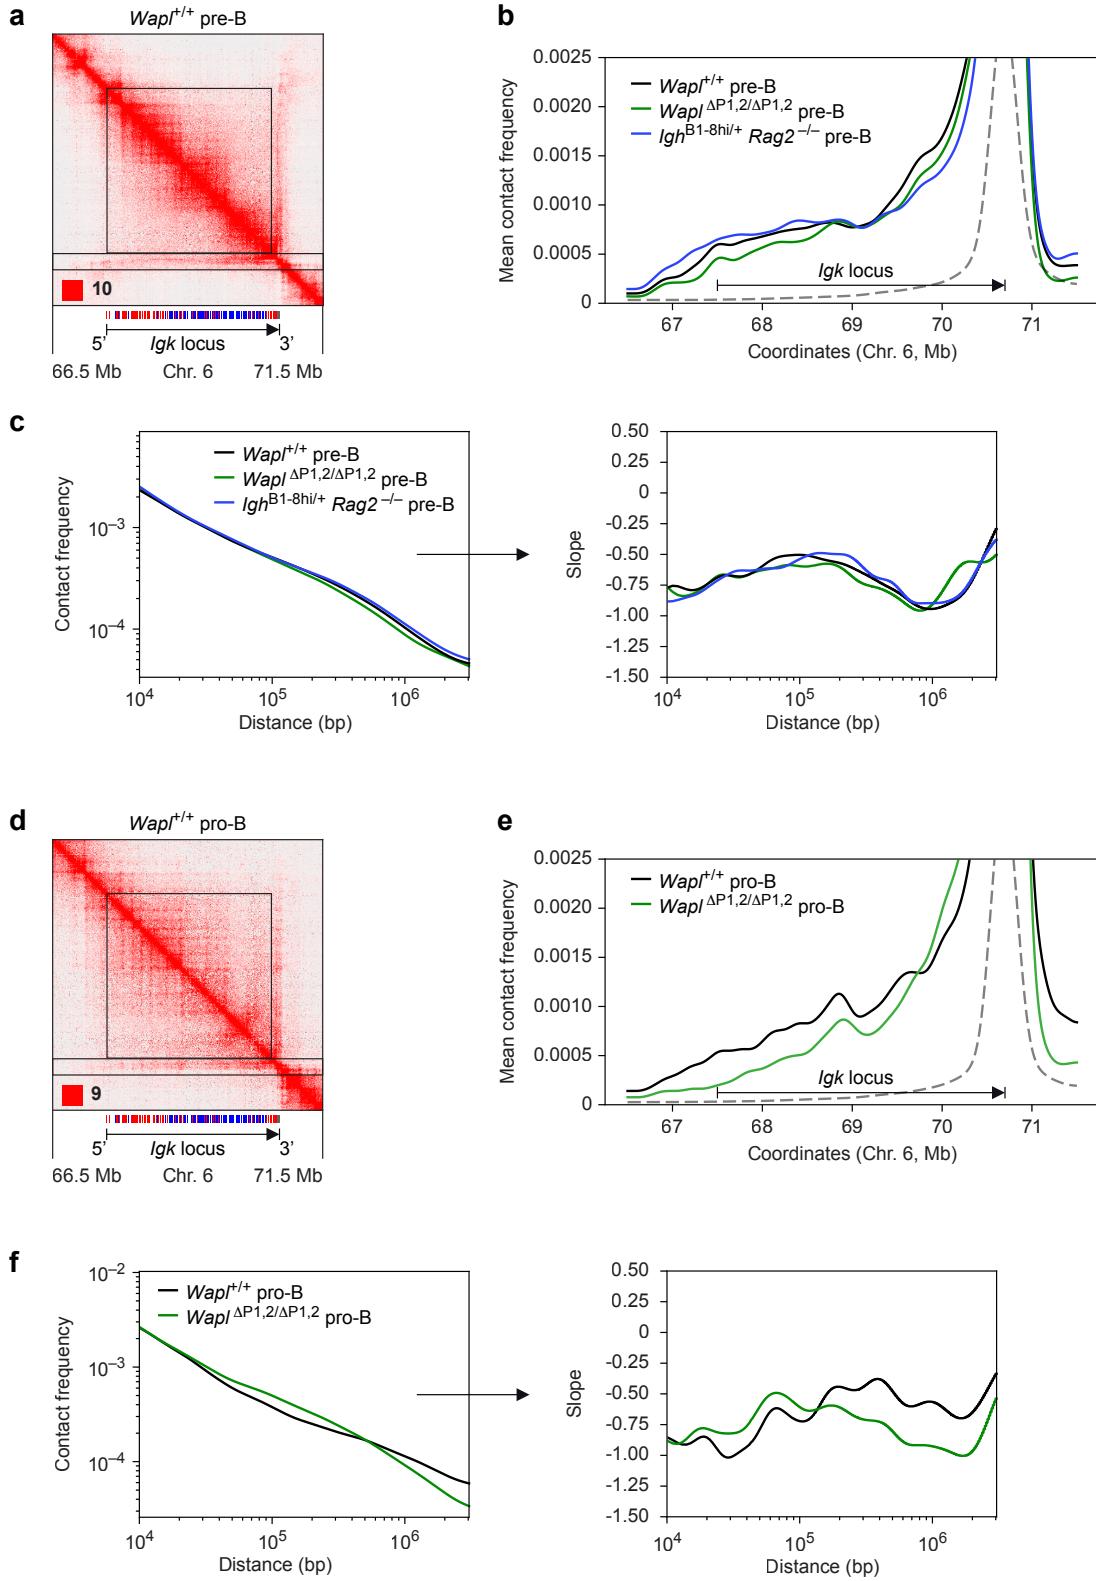 a
Wapl+/+ pre-B
10
5’ Igk locus 3’
66.5 Mb Chr. 6 71.5 Mb
b
Mean contact frequency
0.0025
0.0020
0.0015
0.0010
0.0005
0
Wapl+/+ pre-B
Wapl ΔP1,2/ΔP1,2 pre-B
IghB1-8hi/+ Rag2 –/– pre-B
Igk locus
67 68 69 70 71
Coordinates (Chr. 6, Mb)
c
Contact frequency
10–3
10–4
Wapl+/+ pre-B
Wapl ΔP1,2/ΔP1,2 pre-B
IghB1-8hi/+ Rag2 –/– pre-B
104 105 106
Distance (bp)
Slope
0.50
0.25
0
-0.25
-0.50
-0.75
-1.00
-1.25
-1.50
104 105 106
Distance (bp)
d
Wapl+/+ pro-B
9
5’ Igk locus 3’
66.5 Mb Chr. 6 71.5 Mb
e
Mean contact frequency
0.0025
0.0020
0.0015
0.0010
0.0005
0
Wapl+/+ pro-B
Wapl ΔP1,2/ΔP1,2 pro-B
Igk locus
67 68 69 70 71
Coordinates (Chr. 6, Mb)
f
Contact frequency
10–2
10–3
10–4
Wapl+/+ pro-B
Wapl ΔP1,2/ΔP1,2 pro-B
104 105 106
Distance (bp)
Slope
0.50
0.25
0
-0.25
-0.50
-0.75
-1.00
-1.25
-1.50
104 105 106
Distance (bp)